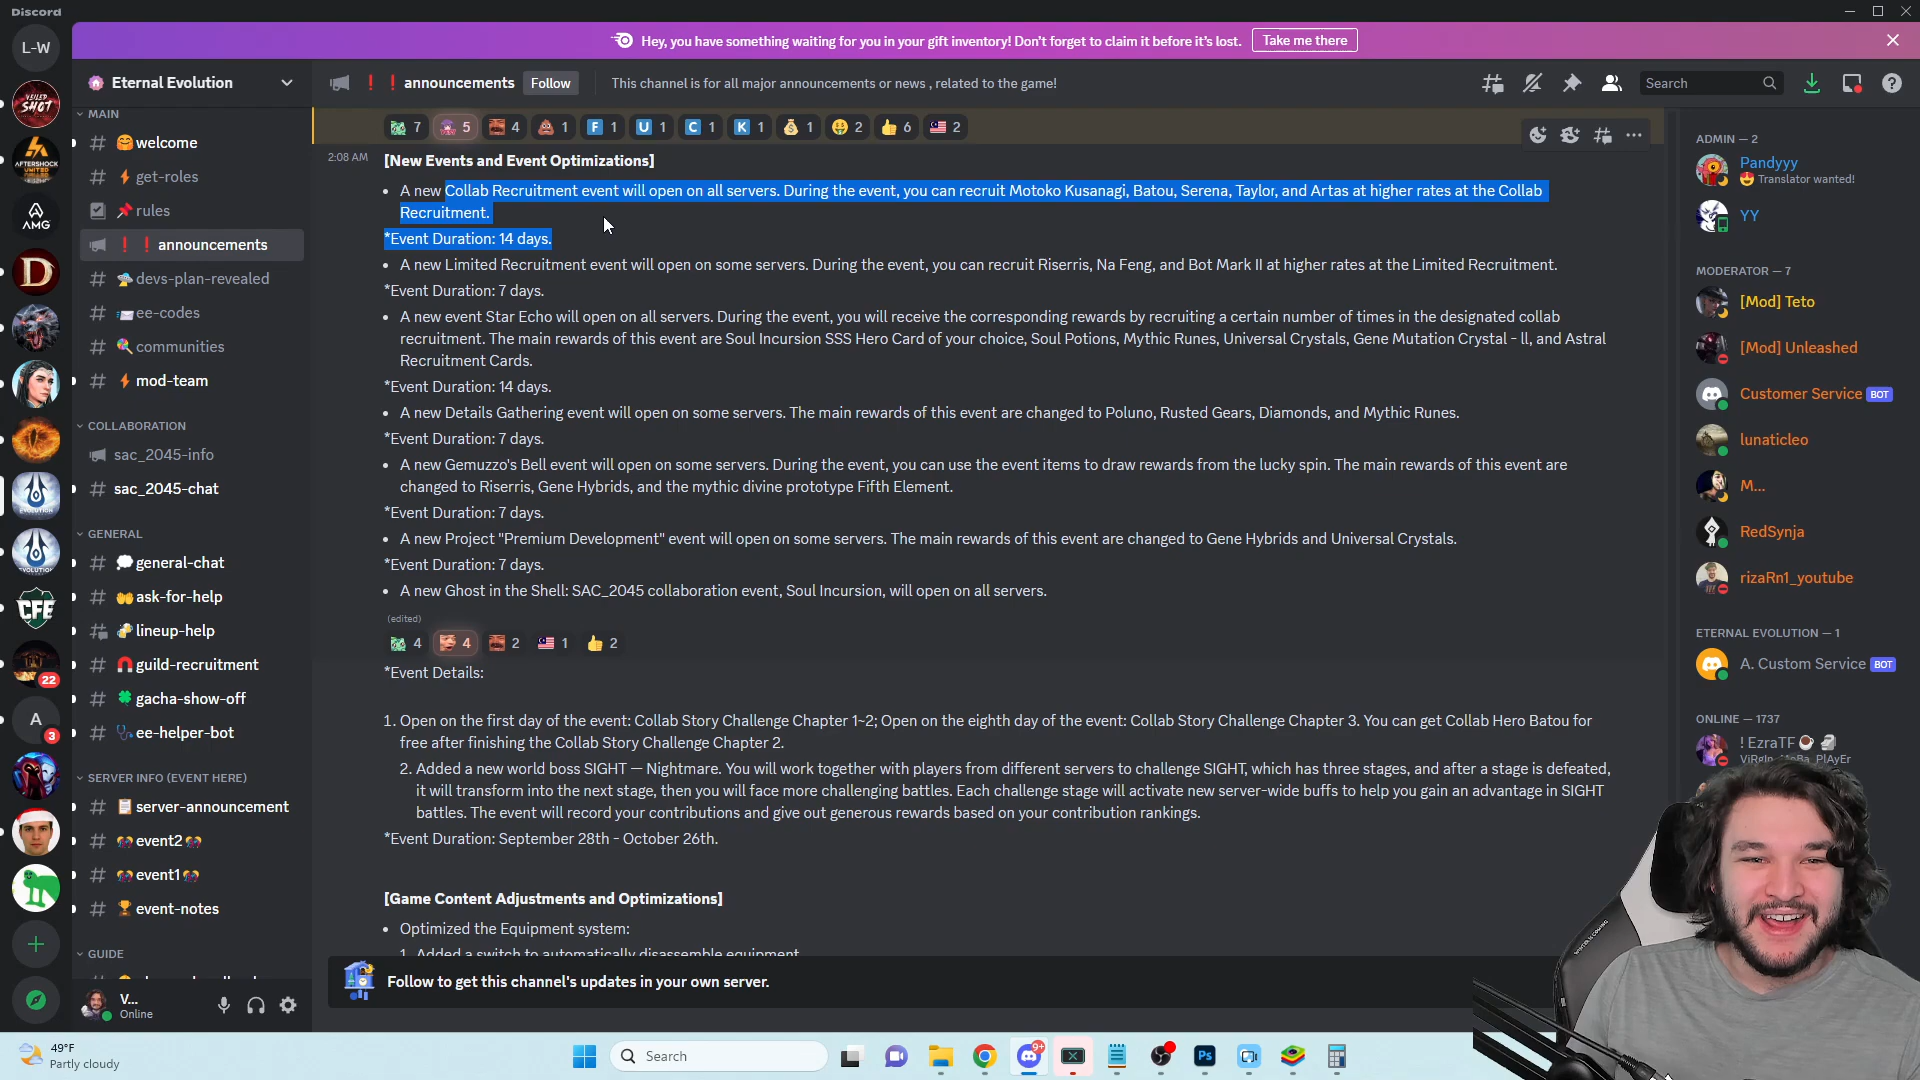 Discord
Hey, you have something waiting for you in your gift inventory! Don't forget to claim it before it's lost.
Take me there
L-W
Eternal Evolution
announcements
Follow
This channel is for all major announcements or news , related to the game!
Search
MAIN
welcome
get-roles
rules
announcements
devs-plan-revealed
ee-codes
communities
mod-team
COLLABORATION
sac_2045-info
sac_2045-chat
GENERAL
general-chat
ask-for-help
lineup-help
guild-recruitment
gacha-show-off
ee-helper-bot
SERVER INFO (EVENT HERE)
server-announcement
event2
event1
event-notes
GUIDE
V...
Online
VEILED SHOT
AFTERSHOCK UNITED
AMG
D
EVOLUTION
EVOLUTION
CFE
22
A
3
7 5 4 1 F 1 U 1 C 1 K 1 1 2 6 2
2:08 AM
[New Events and Event Optimizations]
• A new Collab Recruitment event will open on all servers. During the event, you can recruit Motoko Kusanagi, Batou, Serena, Taylor, and Artas at higher rates at the Collab
Recruitment.
*Event Duration: 14 days.
• A new Limited Recruitment event will open on some servers. During the event, you can recruit Riserris, Na Feng, and Bot Mark II at higher rates at the Limited Recruitment.
*Event Duration: 7 days.
• A new event Star Echo will open on all servers. During the event, you will receive the corresponding rewards by recruiting a certain number of times in the designated collab
recruitment. The main rewards of this event are Soul Incursion SSS Hero Card of your choice, Soul Potions, Mythic Runes, Universal Crystals, Gene Mutation Crystal - ll, and Astral
Recruitment Cards.
*Event Duration: 14 days.
• A new Details Gathering event will open on some servers. The main rewards of this event are changed to Poluno, Rusted Gears, Diamonds, and Mythic Runes.
*Event Duration: 7 days.
• A new Gemuzzo's Bell event will open on some servers. During the event, you can use the event items to draw rewards from the lucky spin. The main rewards of this event are
changed to Riserris, Gene Hybrids, and the mythic divine prototype Fifth Element.
*Event Duration: 7 days.
• A new Project "Premium Development" event will open on some servers. The main rewards of this event are changed to Gene Hybrids and Universal Crystals.
*Event Duration: 7 days.
• A new Ghost in the Shell: SAC_2045 collaboration event, Soul Incursion, will open on all servers.
(edited)
4 4 2 1 2
*Event Details:
1. Open on the first day of the event: Collab Story Challenge Chapter 1~2; Open on the eighth day of the event: Collab Story Challenge Chapter 3. You can get Collab Hero Batou for
free after finishing the Collab Story Challenge Chapter 2.
2. Added a new world boss SIGHT — Nightmare. You will work together with players from different servers to challenge SIGHT, which has three stages, and after a stage is defeated,
it will transform into the next stage, then you will face more challenging battles. Each challenge stage will activate new server-wide buffs to help you gain an advantage in SIGHT
battles. The event will record your contributions and give out generous rewards based on your contribution rankings.
*Event Duration: September 28th - October 26th.
[Game Content Adjustments and Optimizations]
• Optimized the Equipment system:
1. Added a switch to automatically disassemble equipment
Follow to get this channel's updates in your own server.
ADMIN — 2
Pandyyy
Translator wanted!
YY
MODERATOR — 7
[Mod] Teto
[Mod] Unleashed
Customer Service BOT
lunaticleo
M...
RedSynja
rizaRn1_youtube
ETERNAL EVOLUTION — 1
A. Custom Service BOT
ONLINE — 1737
! EzraTF
ViRgIn_MoBa_PlAyEr
49°F
Partly cloudy
Search
9+
Ps